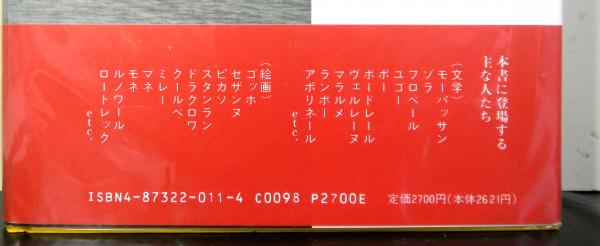 本書に登場する
主な人たち
(文学)
モーパッサン
ゾラ
フロベール
ユゴー
ポー
ボードレール
ヴェルレーヌ
マラルメ
ランボー
アポリネール
etc.
(絵画)
ゴッホ
セザンヌ
ピカソ
スタンラン
ドラクロワ
クールベ
ミレー
マネ
モネ
ルノワール
ロートレック
etc.
ISBN4-87322-011-4 C0098 P2700E 定価2700円(本体2621円)